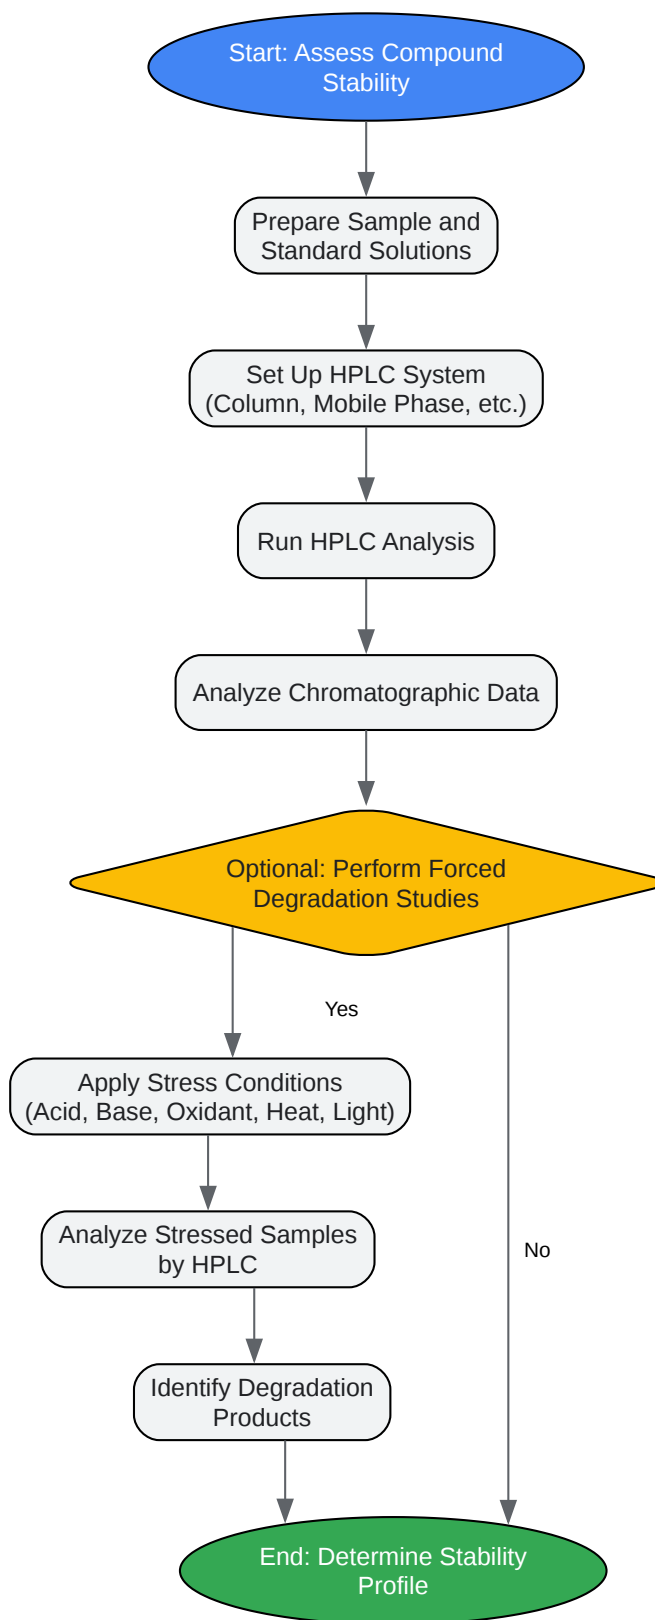 Start: Assess Compound
Stability
Prepare Sample and
Standard Solutions
Set Up HPLC System
(Column, Mobile Phase, etc.)
Run HPLC Analysis
Analyze Chromatographic Data
Optional: Perform Forced
Degradation Studies
Yes
Apply Stress Conditions
(Acid, Base, Oxidant, Heat, Light)
Analyze Stressed Samples
by HPLC
No
Identify Degradation
Products
End: Determine Stability
Profile